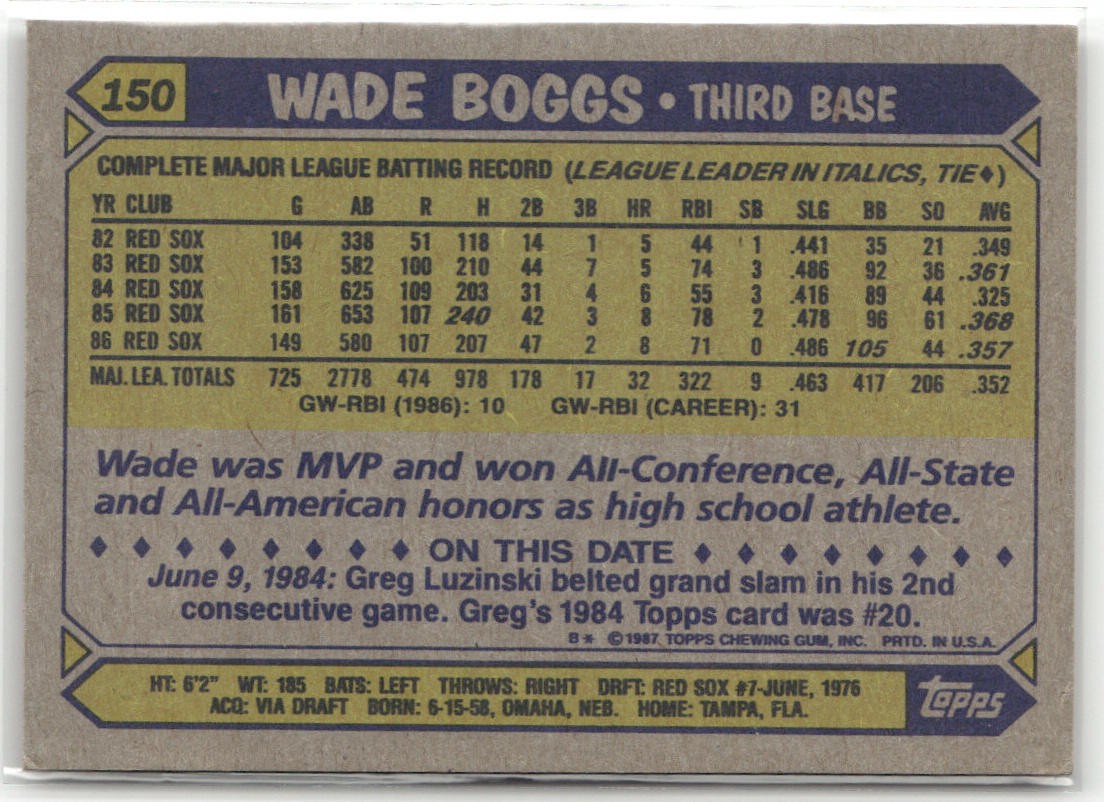 150 WADE BOGGS • THIRD BASE
COMPLETE MAJOR LEAGUE BATTING RECORD (LEAGUE LEADER IN ITALICS, TIE♦)
YR CLUB G AB R H 2B 3B HR RBI SB SLG BB SO AVG
82 RED SOX 104 338 51 118 14 1 5 44 1 .441 35 21 .349
83 RED SOX 153 582 100 210 44 7 5 74 3 .486 92 36 .361
84 RED SOX 158 625 109 203 31 4 6 55 3 .416 89 44 .325
85 RED SOX 161 653 107 240 42 3 8 78 2 .478 96 61 .368
86 RED SOX 149 580 107 207 47 2 8 71 0 .486 105 44 .357
MAJ. LEA. TOTALS 725 2778 474 978 178 17 32 322 9 .463 417 206 .352
GW-RBI (1986): 10 GW-RBI (CAREER): 31
Wade was MVP and won All-Conference, All-State
and All-American honors as high school athlete.
♦ ♦ ♦ ♦ ♦ ♦ ♦ ♦ ON THIS DATE ♦ ♦ ♦ ♦ ♦ ♦ ♦ ♦
June 9, 1984: Greg Luzinski belted grand slam in his 2nd
consecutive game. Greg's 1984 Topps card was #20.
B* ©1987 TOPPS CHEWING GUM, INC. PRTD. IN U.S.A.
HT: 6'2" WT: 185 BATS: LEFT THROWS: RIGHT DRFT: RED SOX #7-JUNE, 1976
ACQ: VIA DRAFT BORN: 6-15-58, OMAHA, NEB. HOME: TAMPA, FLA.
Topps